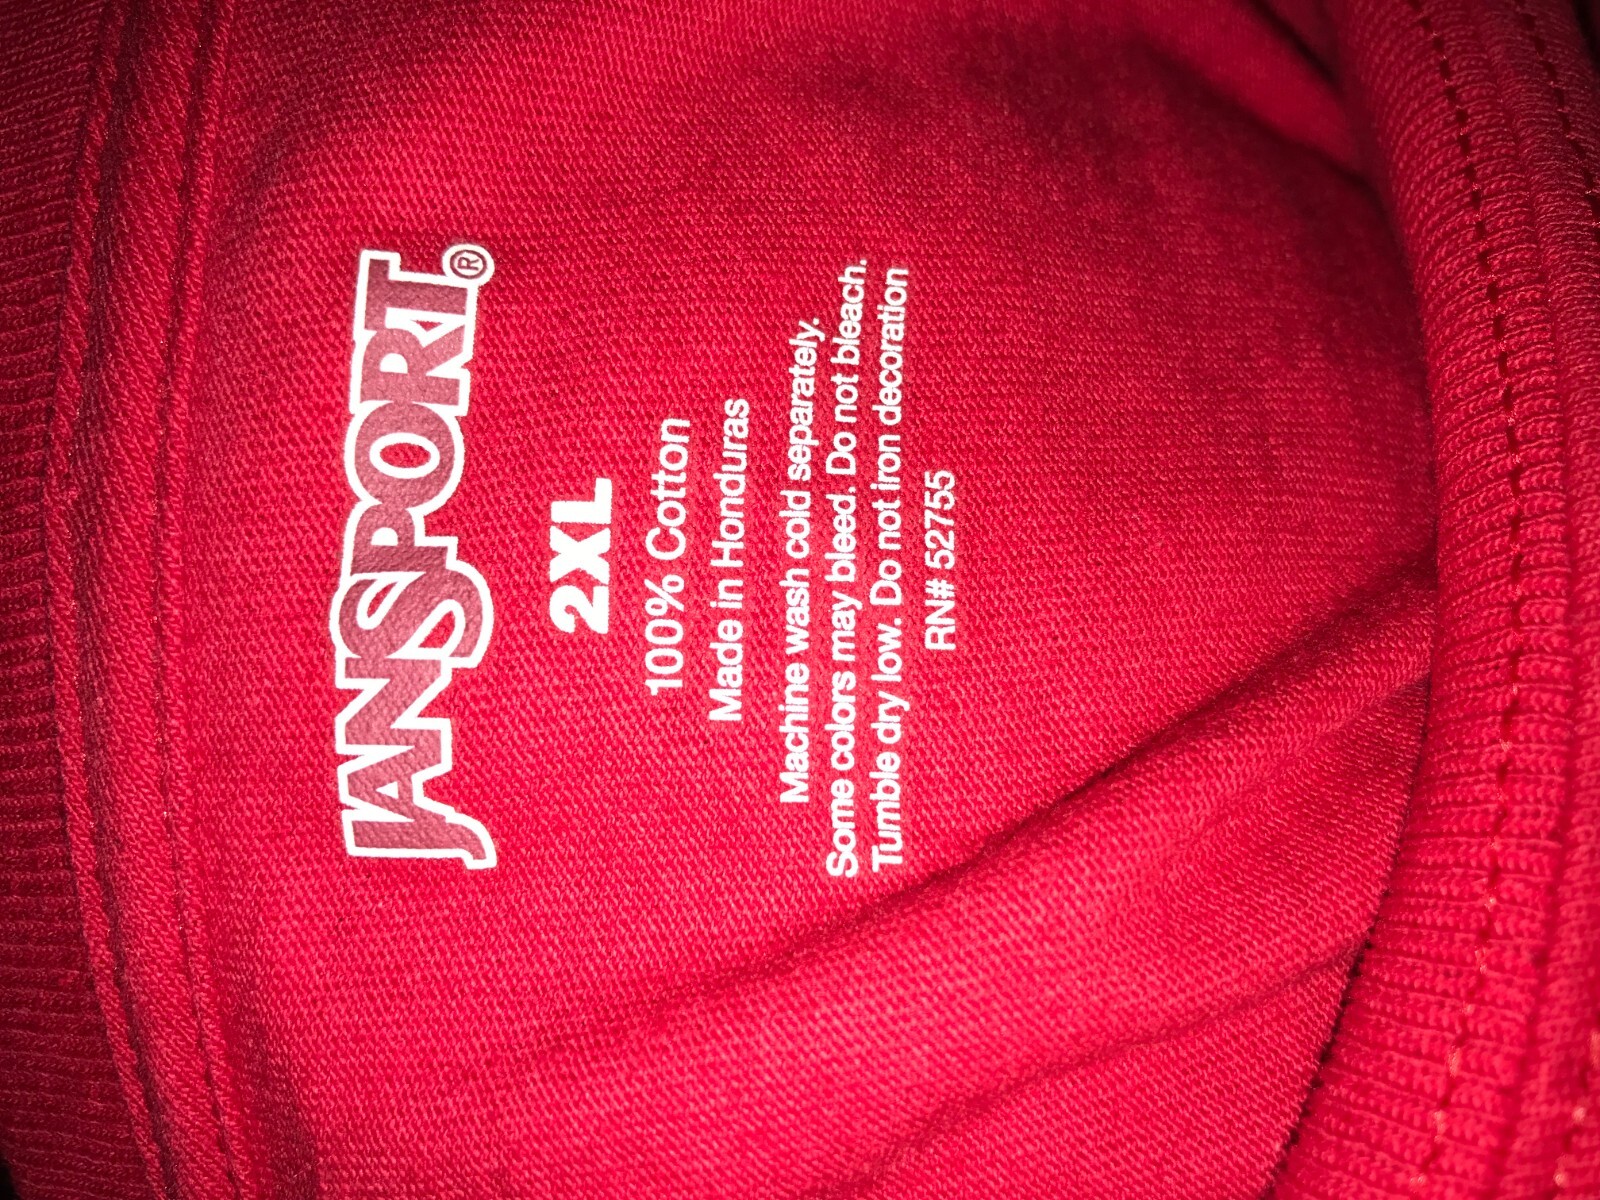 JANSPORT®
2XL
100% Cotton
Made in Honduras
Machine wash cold separately.
Some colors may bleed. Do not bleach.
Tumble dry low. Do not iron decoration
RN# 52755